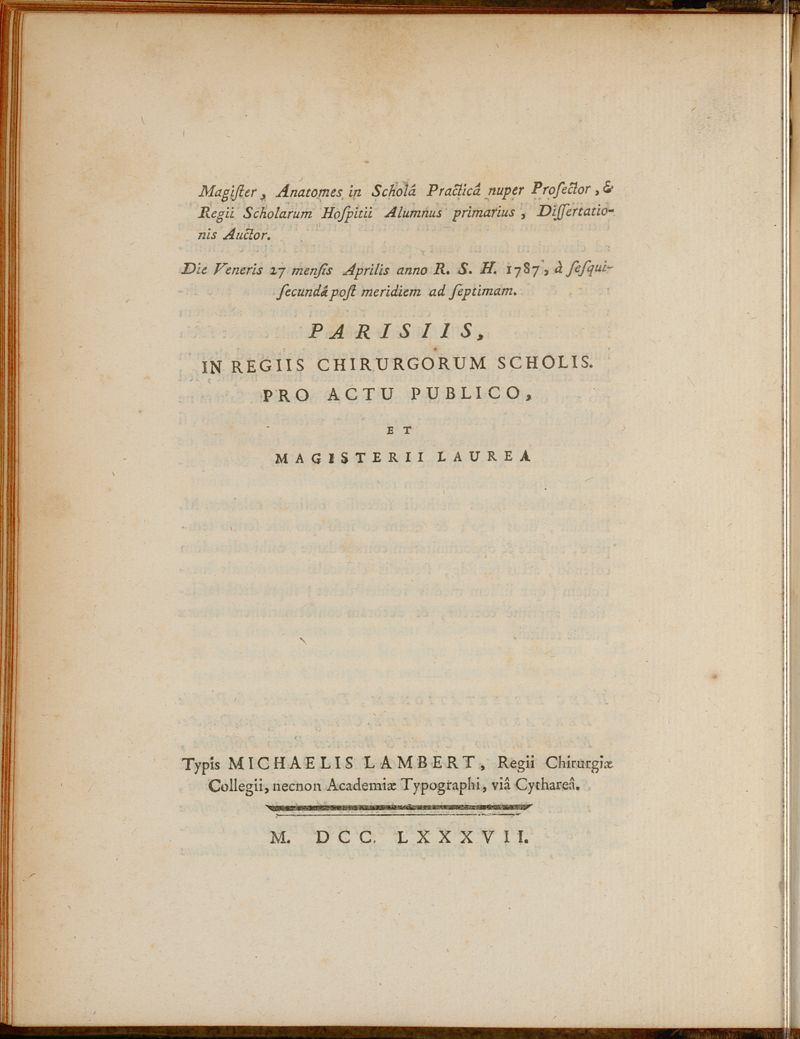 Magiſter, Anatomes in Scholâ Practicâ nuper Proſector, &
Regii Scholarum Hoſpitii Alumnus primarius, Diſſertatio-
nis Auctor.
Die Veneris 27 menſis Aprilis anno R. S. H. 1787, à ſeſqui-
ſecundâ poſt meridiem ad ſeptimam.
PARISIIS,
IN REGIIS CHIRURGORUM SCHOLIS.
PRO ACTU PUBLICO,
ET
MAGISTERII LAUREA
Typis MICHAELIS LAMBERT, Regii Chirurgiæ
Collegii, necnon Academiæ Typographi, viâ Cythareâ.
M. DCC. LXXXVII.